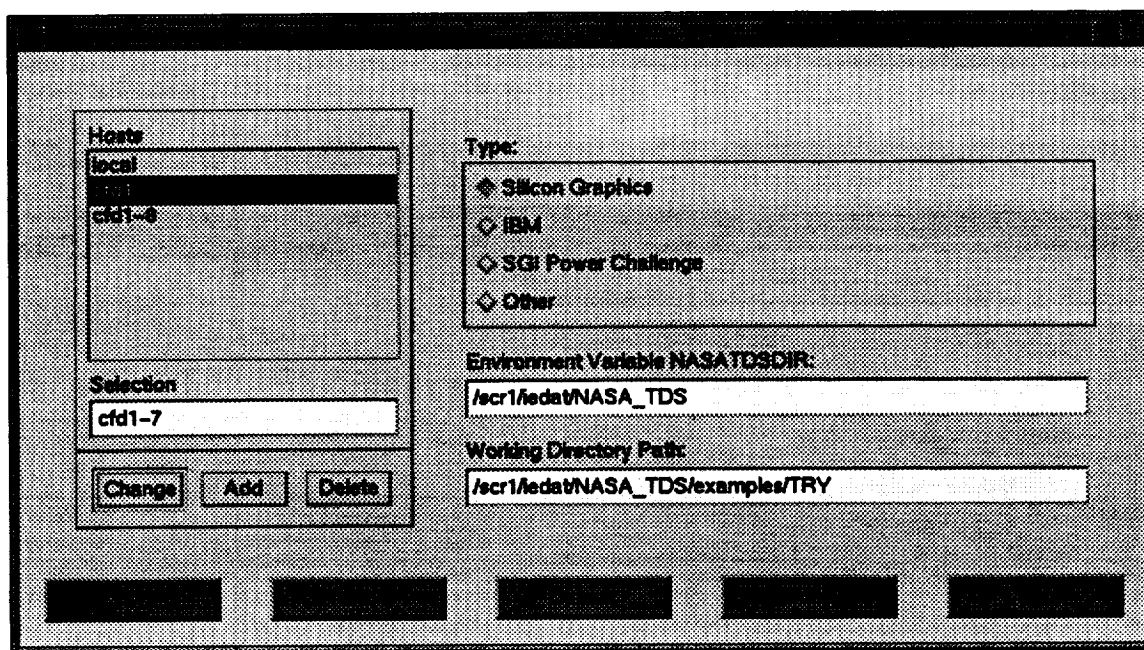 Hosts
local
cfd1-8
Selection
cfd1-7
Change
Add
Delete
Type:
Silicon Graphics
IBM
SGI Power Challenge
Other
Environment Variable NASATDSDIR:
/scr1/iedat/NASA_TDS
Working Directory Path:
/scr1/iedat/NASA_TDS/examples/TRY